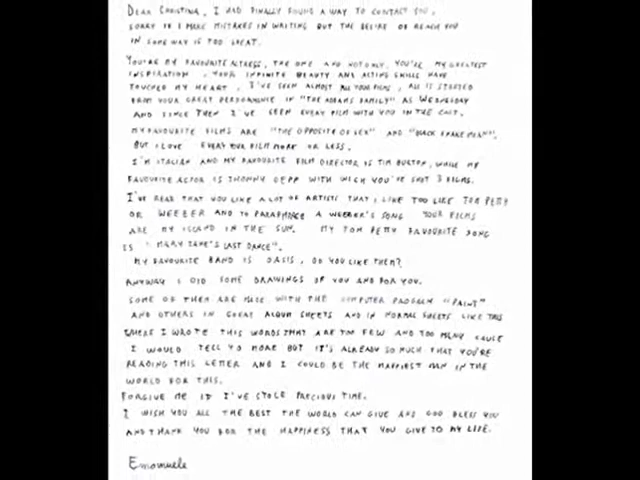 DEAR CHRISTINA, I HAD FINALLY FOUND A WAY TO CONTACT YOU,
SORRY IF I MAKE MISTAKES IN WRITING BUT THE DESIRE OF REACH YOU
IN SOME WAY IS TOO GREAT.
YOU'RE MY FAVOURITE ACTRESS, THE ONE AND NOT ONLY, YOU'RE MY GREATEST
INSPIRATION, YOUR INFINITE BEAUTY AND ACTING SKILLS HAVE
TOUCHED MY HEART, I'VE SEEN ALMOST ALL YOUR FILMS, ALL IS STARTED
FROM YOUR GREAT PERFORMANCE IN "THE ADDAMS FAMILY" AS WEDNESDAY
AND SINCE THEN I'VE SEEN EVERY FILM WITH YOU IN THE CAST.
MY FAVOURITE FILMS ARE "THE OPPOSITE OF SEX" AND "BLACK SNAKE MOAN",
BUT I LOVE EVERY YOUR FILM MORE OR LESS.
I'M ITALIAN AND MY FAVOURITE FILM DIRECTOR IS TIM BURTON, WHILE MY
FAVOURITE ACTOR IS JHONNY DEPP WITH WICH YOU'VE SHOT 3 FILMS.
I'VE READ THAT YOU LIKE A LOT OF ARTISTS THAT I LIKE TOO LIKE TOM PETTY
OR WEEBER AND TO PARAPHRASE A WEEBER'S SONG YOUR FILMS
ARE MY ISLAND IN THE SUN. MY TOM PETTY FAVOURITE SONG
IS "MARY JANE'S LAST DANCE".
MY FAVOURITE BAND IS OASIS, DO YOU LIKE THEM?
ANYWAY I DID SOME DRAWINGS OF YOU AND FOR YOU.
SOME OF THEM ARE MADE WITH THE COMPUTER PROGRAM "PAINT"
AND OTHERS IN GREAT ALBUM SHEETS AND IN NORMAL SHEETS LIKE THIS
WHERE I WROTE THIS WORDS THAT ARE TOO FEW AND TOO MANY CAUSE
I WOULD TELL YO MORE BUT IT'S ALREADY SO MUCH THAT YOU'RE
READING THIS LETTER AND I COULD BE THE HAPPIEST MAN IN THE
WORLD FOR THIS.
FORGIVE ME IF I'VE STOLE PRECIOUS TIME.
I WISH YOU ALL THE BEST THE WORLD CAN GIVE AND GOD BLESS YOU
AND THANK YOU FOR THE HAPPINESS THAT YOU GIVE TO MY LIFE.
Emanuele